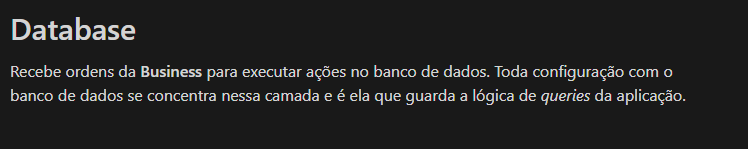 Database
Recebe ordens da Business para executar ações no banco de dados. Toda configuração com o
banco de dados se concentra nessa camada e é ela que guarda a lógica de queries da aplicação.